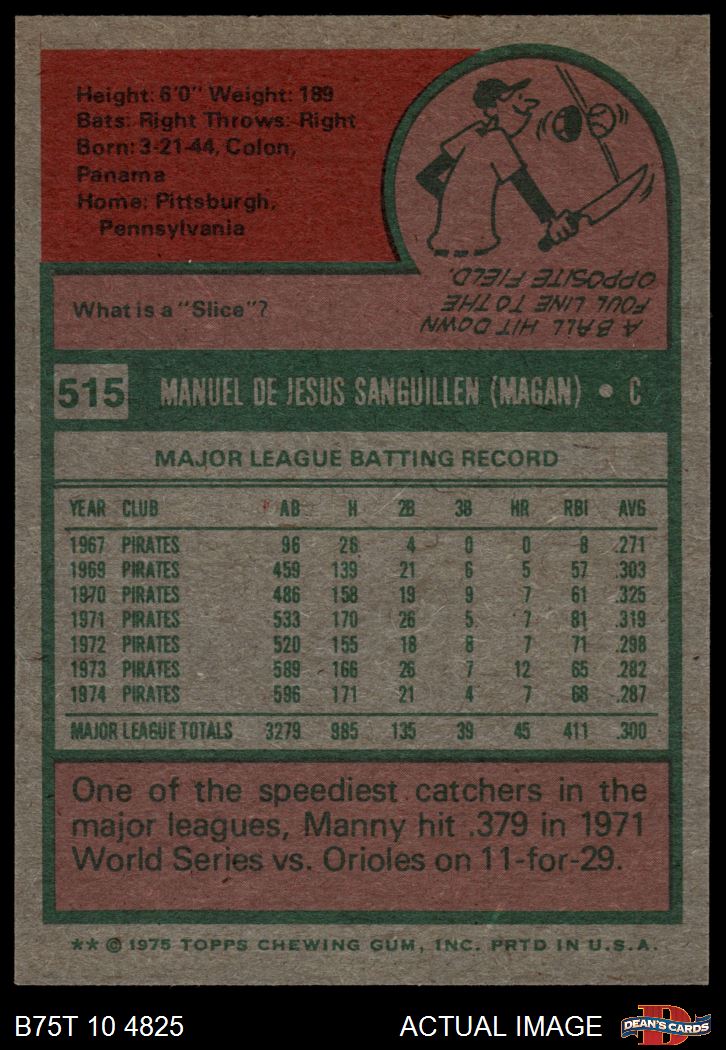 Height: 6'0" Weight: 189
Bats: Right Throws: Right
Born: 3-21-44, Colon,
Panama
Home: Pittsburgh,
Pennsylvania
What is a "Slice"?
A BALL HIT DOWN
FOUL LINE TO THE
OPPOSITE FIELD.
515 MANUEL DE JESUS SANGUILLEN (MAGAN) • C
MAJOR LEAGUE BATTING RECORD
YEAR CLUB AB H 2B 3B HR RBI AVG
1967 PIRATES 96 26 4 0 0 8 .271
1969 PIRATES 459 139 21 6 5 57 .303
1970 PIRATES 486 158 19 9 7 61 .325
1971 PIRATES 533 170 26 5 7 81 .319
1972 PIRATES 520 155 18 8 7 71 .298
1973 PIRATES 589 166 26 7 12 65 .282
1974 PIRATES 596 171 21 4 7 68 .287
MAJOR LEAGUE TOTALS 3279 985 135 39 45 411 .300
One of the speediest catchers in the
major leagues, Manny hit .379 in 1971
World Series vs. Orioles on 11-for-29.
** © 1975 TOPPS CHEWING GUM, INC. PRTD IN U.S.A.
B75T 10 4825 ACTUAL IMAGE
D
DEAN'S CARDS